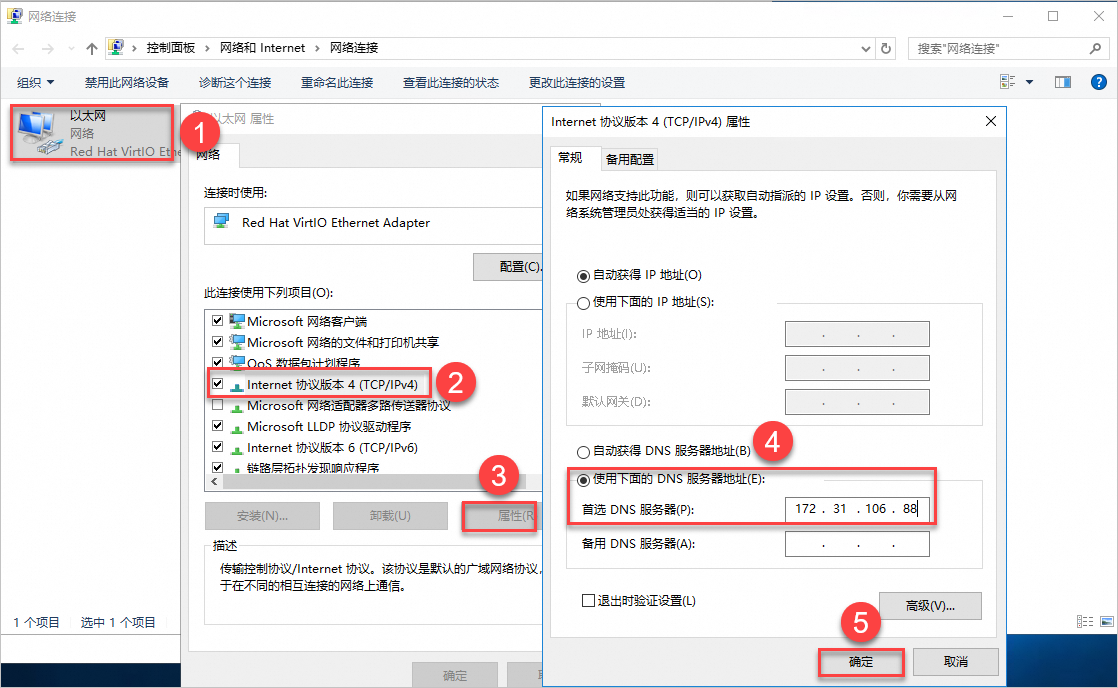 网络连接
控制面板 › 网络和 Internet › 网络连接
搜索"网络连接"
组织
禁用此网络设备
诊断这个连接
重命名此连接
查看此连接的状态
更改此连接的设置
以太网
网络
Red Hat VirtIO Eth
1
以太网 属性
网络
连接时使用:
Red Hat VirtIO Ethernet Adapter
配置(C)
此连接使用下列项目(O):
Microsoft 网络客户端
Microsoft 网络的文件和打印机共享
QoS 数据包计划程序
Internet 协议版本 4 (TCP/IPv4)
2
Microsoft 网络适配器多路传送器协议
Microsoft LLDP 协议驱动程序
Internet 协议版本 6 (TCP/IPv6)
链路层拓扑发现响应程序
3
安装(N)...
卸载(U)
属性(R
描述
传输控制协议/Internet 协议。该协议是默认的广域网络协议，
于在不同的相互连接的网络上通信。
确定
1 个项目
选中 1 个项目
Internet 协议版本 4 (TCP/IPv4) 属性
常规
备用配置
如果网络支持此功能，则可以获取自动指派的 IP 设置。否则，你需要从网
络系统管理员处获得适当的 IP 设置。
自动获得 IP 地址(O)
使用下面的 IP 地址(S):
IP 地址(I):
. . .
子网掩码(U):
. . .
默认网关(D):
. . .
自动获得 DNS 服务器地址(B)
4
使用下面的 DNS 服务器地址(E):
首选 DNS 服务器(P):
172 . 31 . 106 . 88
备用 DNS 服务器(A):
. . .
退出时验证设置(L)
高级(V)...
5
确定
取消